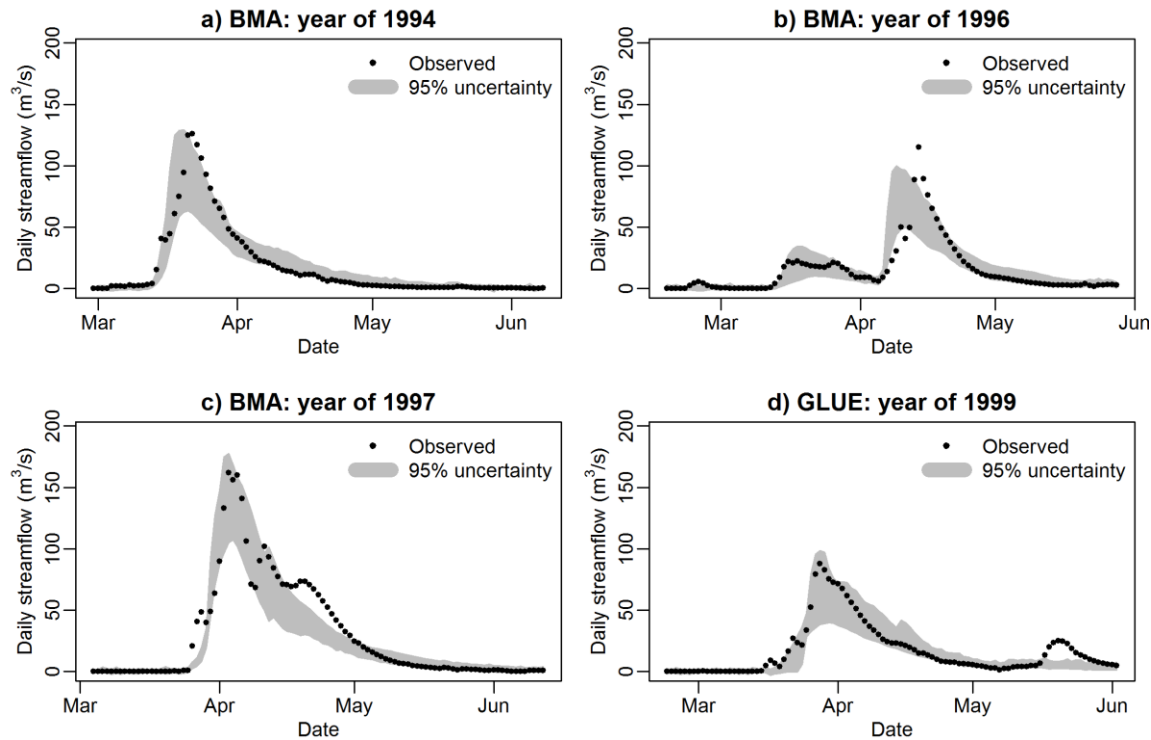 a) BMA: year of 1994
Daily streamflow (m³/s)
200
150
100
50
0
Observed
95% uncertainty
Mar
Apr
May
Jun
Date
b) BMA: year of 1996
Daily streamflow (m³/s)
200
150
100
50
0
Observed
95% uncertainty
Mar
Apr
May
Jun
Date
c) BMA: year of 1997
Daily streamflow (m³/s)
200
150
100
50
0
Observed
95% uncertainty
Mar
Apr
May
Jun
Date
d) GLUE: year of 1999
Daily streamflow (m³/s)
200
150
100
50
0
Observed
95% uncertainty
Mar
Apr
May
Jun
Date